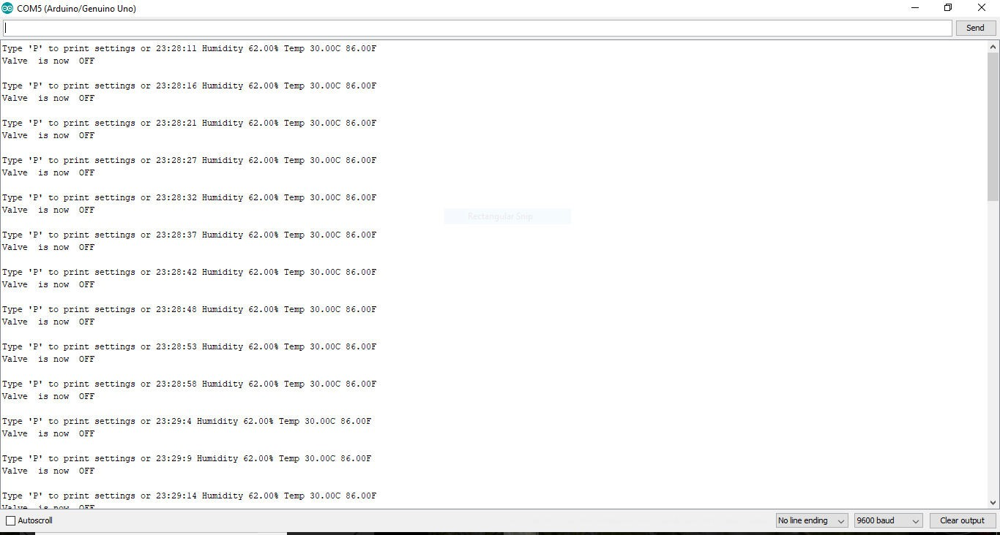 COM5 (Arduino/Genuino Uno)
Send
Type 'P' to print settings or 23:28:11 Humidity 62.00% Temp 30.00C 86.00F
Valve  is now  OFF
Type 'P' to print settings or 23:28:16 Humidity 62.00% Temp 30.00C 86.00F
Valve  is now  OFF
Type 'P' to print settings or 23:28:21 Humidity 62.00% Temp 30.00C 86.00F
Valve  is now  OFF
Type 'P' to print settings or 23:28:27 Humidity 62.00% Temp 30.00C 86.00F
Valve  is now  OFF
Type 'P' to print settings or 23:28:32 Humidity 62.00% Temp 30.00C 86.00F
Valve  is now  OFF
Rectangular Snip
Type 'P' to print settings or 23:28:37 Humidity 62.00% Temp 30.00C 86.00F
Valve  is now  OFF
Type 'P' to print settings or 23:28:42 Humidity 62.00% Temp 30.00C 86.00F
Valve  is now  OFF
Type 'P' to print settings or 23:28:48 Humidity 62.00% Temp 30.00C 86.00F
Valve  is now  OFF
Type 'P' to print settings or 23:28:53 Humidity 62.00% Temp 30.00C 86.00F
Valve  is now  OFF
Type 'P' to print settings or 23:28:58 Humidity 62.00% Temp 30.00C 86.00F
Valve  is now  OFF
Type 'P' to print settings or 23:29:4 Humidity 62.00% Temp 30.00C 86.00F
Valve  is now  OFF
Type 'P' to print settings or 23:29:9 Humidity 62.00% Temp 30.00C 86.00F
Valve  is now  OFF
Type 'P' to print settings or 23:29:14 Humidity 62.00% Temp 30.00C 86.00F
Valve  is now  OFF
Autoscroll
No line ending
9600 baud
Clear output